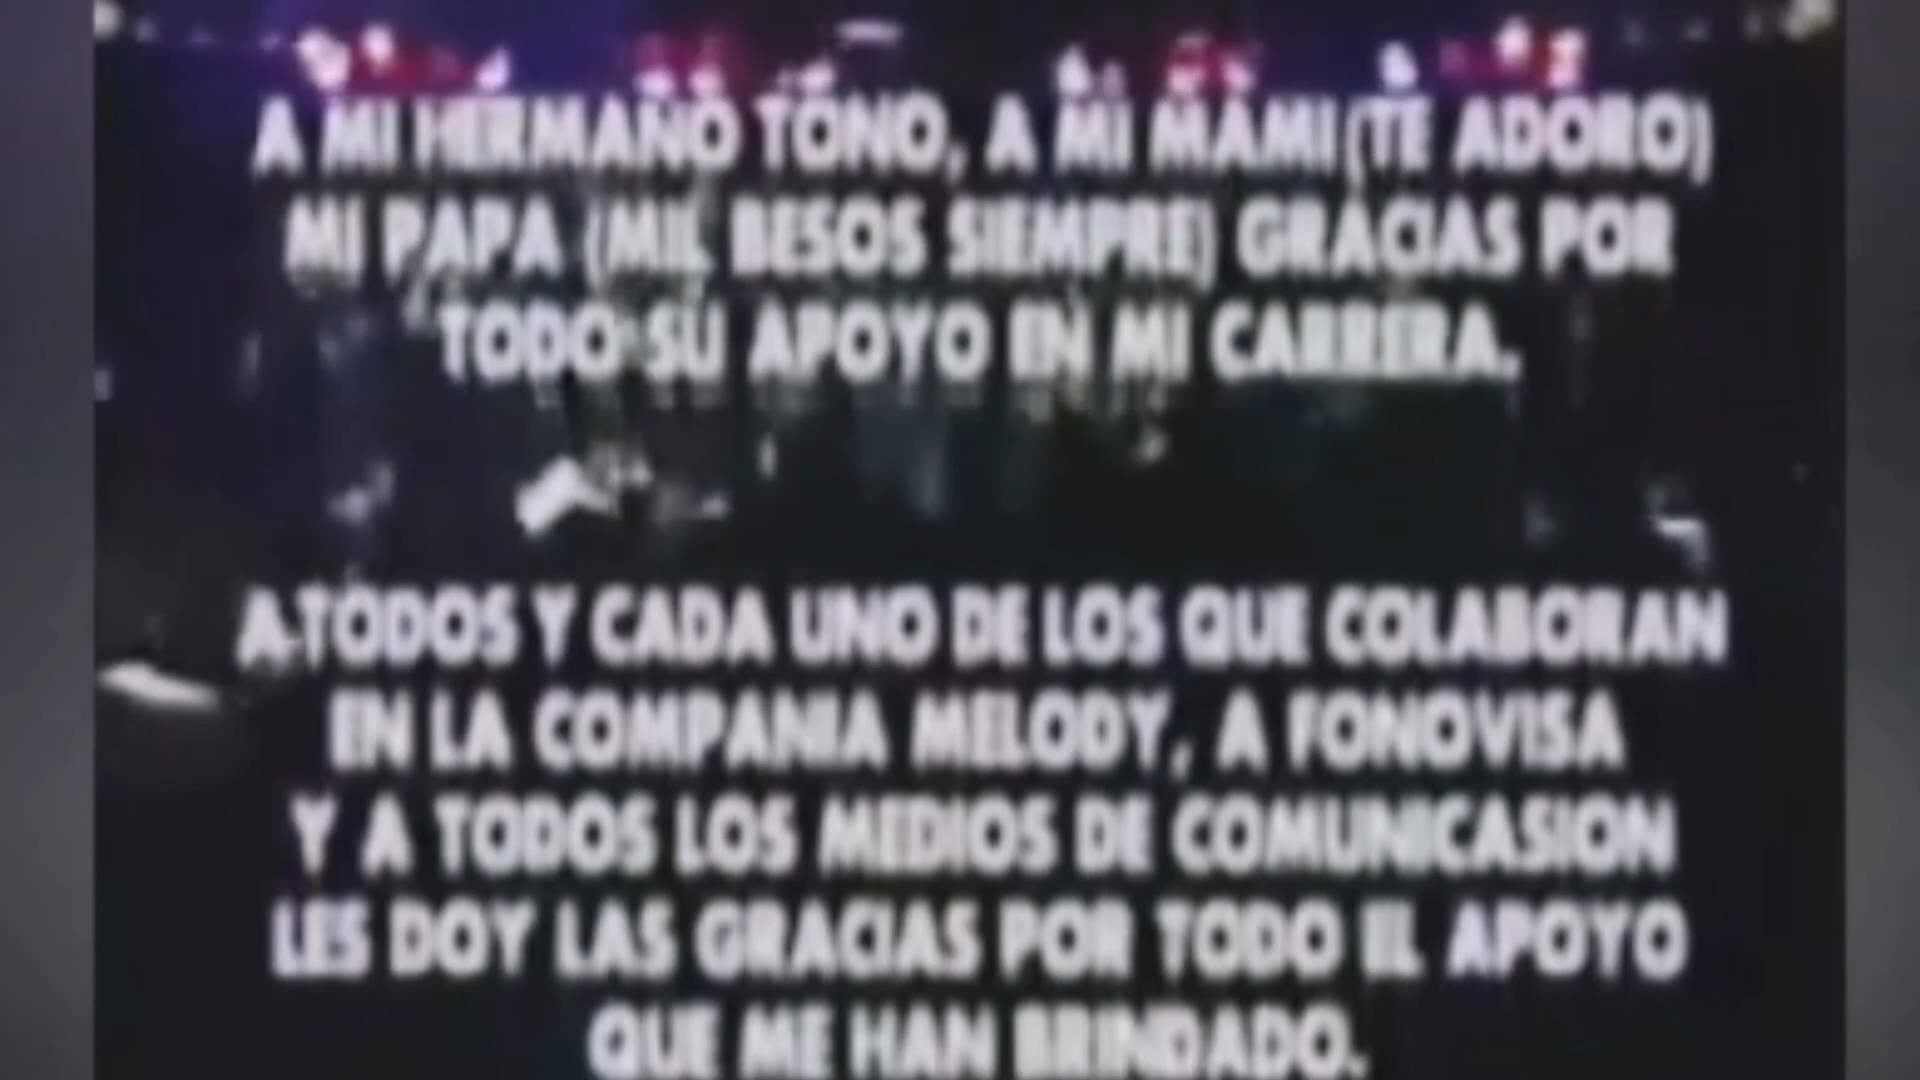 A MI HERMANO TOÑO, A MI MAMI (TE ADORO)
MI PAPA (MIL BESOS SIEMPRE) GRACIAS POR
TODO SU APOYO EN MI CARRERA.
A TODOS Y CADA UNO DE LOS QUE COLABORAN
EN LA COMPANIA MELODY, A FONOVISA
Y A TODOS LOS MEDIOS DE COMUNICASION
LES DOY LAS GRACIAS POR TODO EL APOYO
QUE ME HAN BRINDADO.